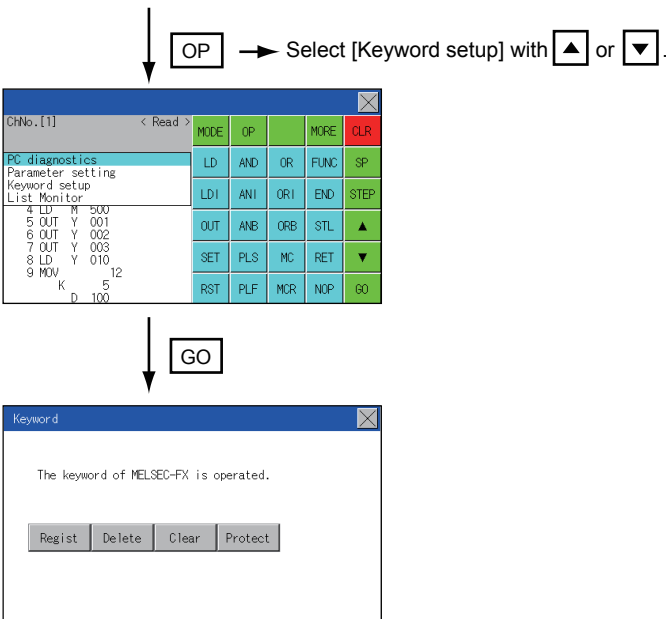 OP Select [Keyword setup] with ▲ or ▼.
ChNo.[1] < Read >
MODE OP MORE CLR
PC diagnostics
Parameter setting
Keyword setup
List Monitor
LD AND OR FUNC SP
LDI ANI ORI END STEP
OUT ANB ORB STL ▲
SET PLS MC RET ▼
RST PLF MCR NOP GO
4 LD M 500
5 OUT Y 001
6 OUT Y 002
7 OUT Y 003
8 LD Y 010
9 MOV 12
K 5
D 100
GO
Keyword
The keyword of MELSEC-FX is operated.
Regist Delete Clear Protect